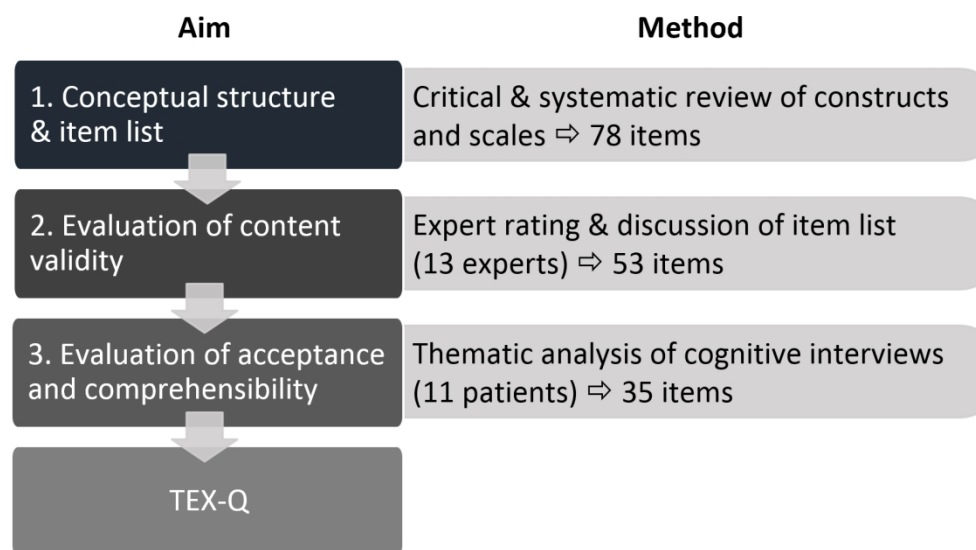 Aim
Method
1. Conceptual structure
& item list
Critical & systematic review of constructs
and scales ⇨ 78 items
2. Evaluation of content
validity
Expert rating & discussion of item list
(13 experts) ⇨ 53 items
3. Evaluation of acceptance
and comprehensibility
Thematic analysis of cognitive interviews
(11 patients) ⇨ 35 items
TEX-Q